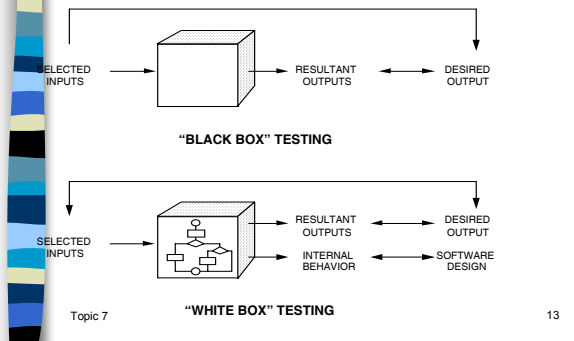 SELECTED
INPUTS
RESULTANT
OUTPUTS
DESIRED
OUTPUT
“BLACK BOX” TESTING
SELECTED
INPUTS
RESULTANT
OUTPUTS
DESIRED
OUTPUT
INTERNAL
BEHAVIOR
SOFTWARE
DESIGN
“WHITE BOX” TESTING
Topic 7
13